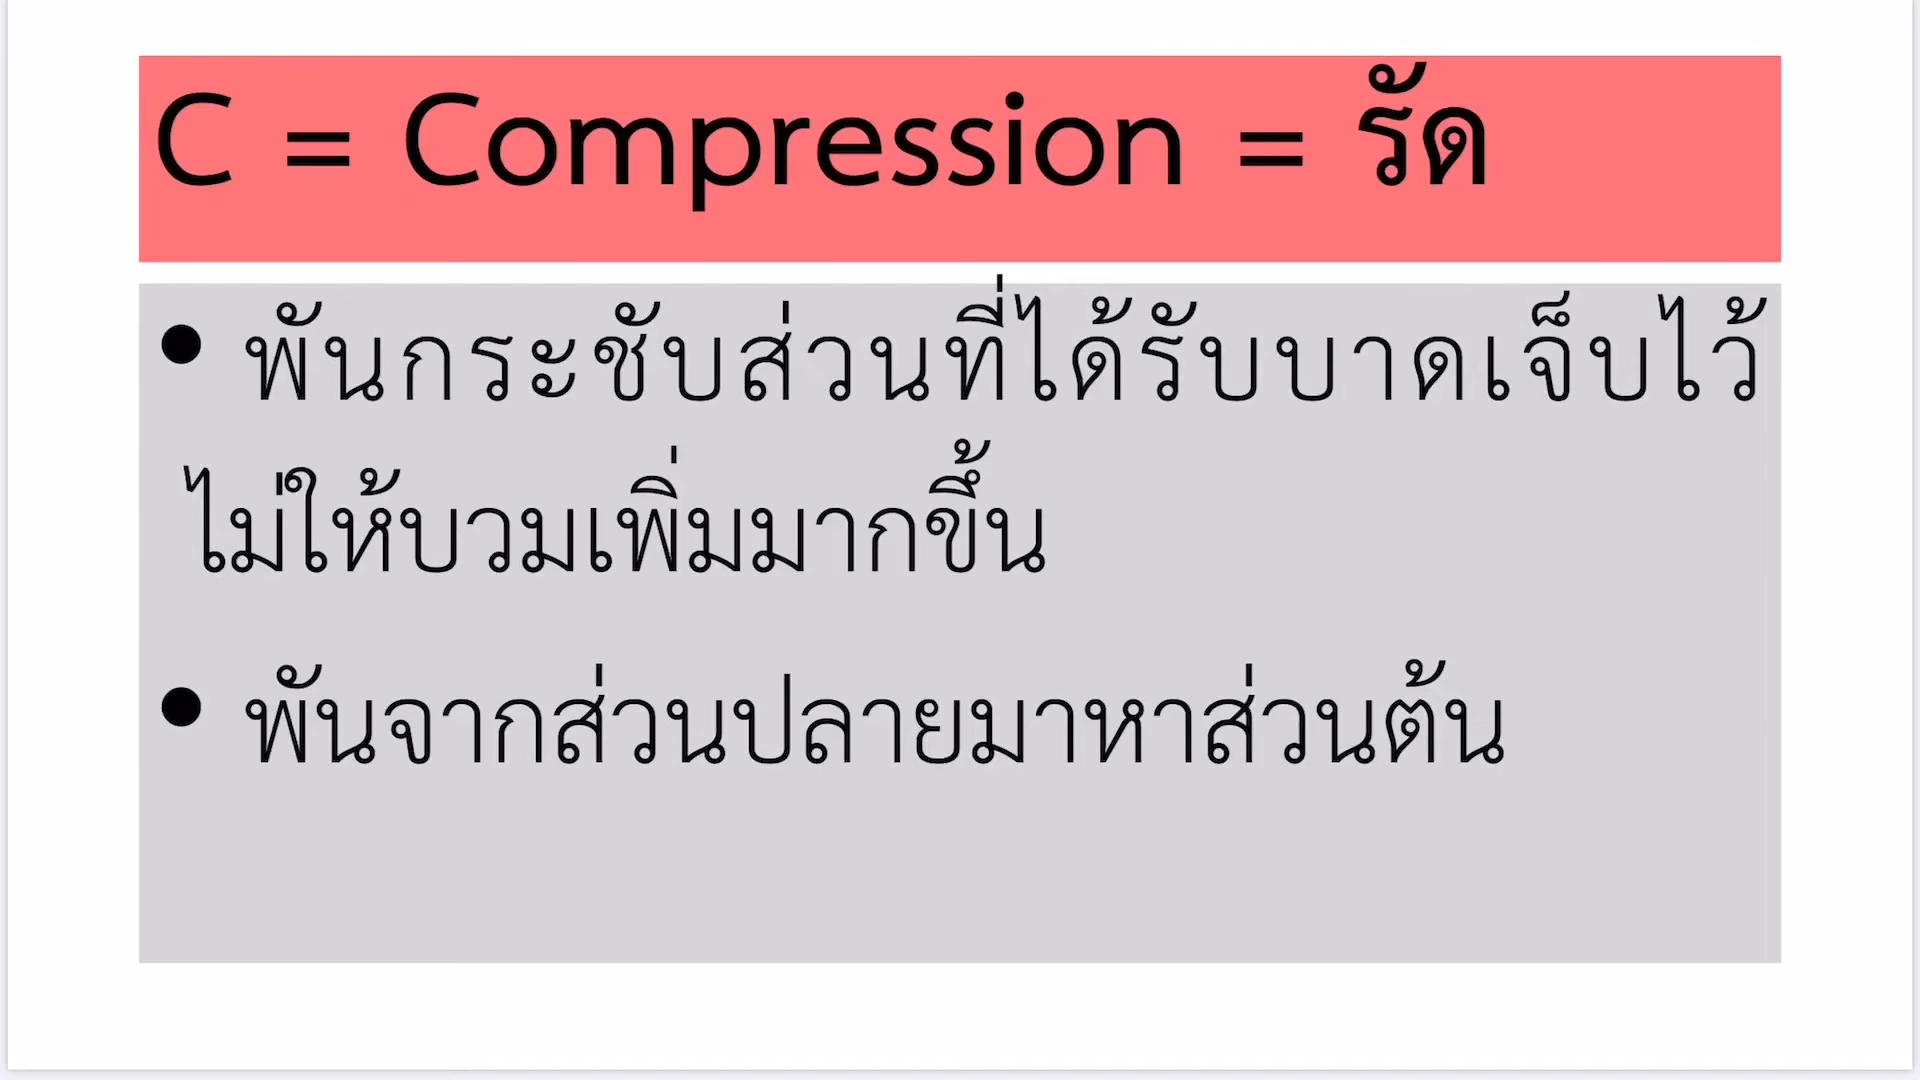 C = Compression = รัด
• พันกระชับส่วนที่ได้รับบาดเจ็บไว้
ไม่ให้บวมเพิ่มมากขึ้น
• พันจากส่วนปลายมาหาส่วนต้น